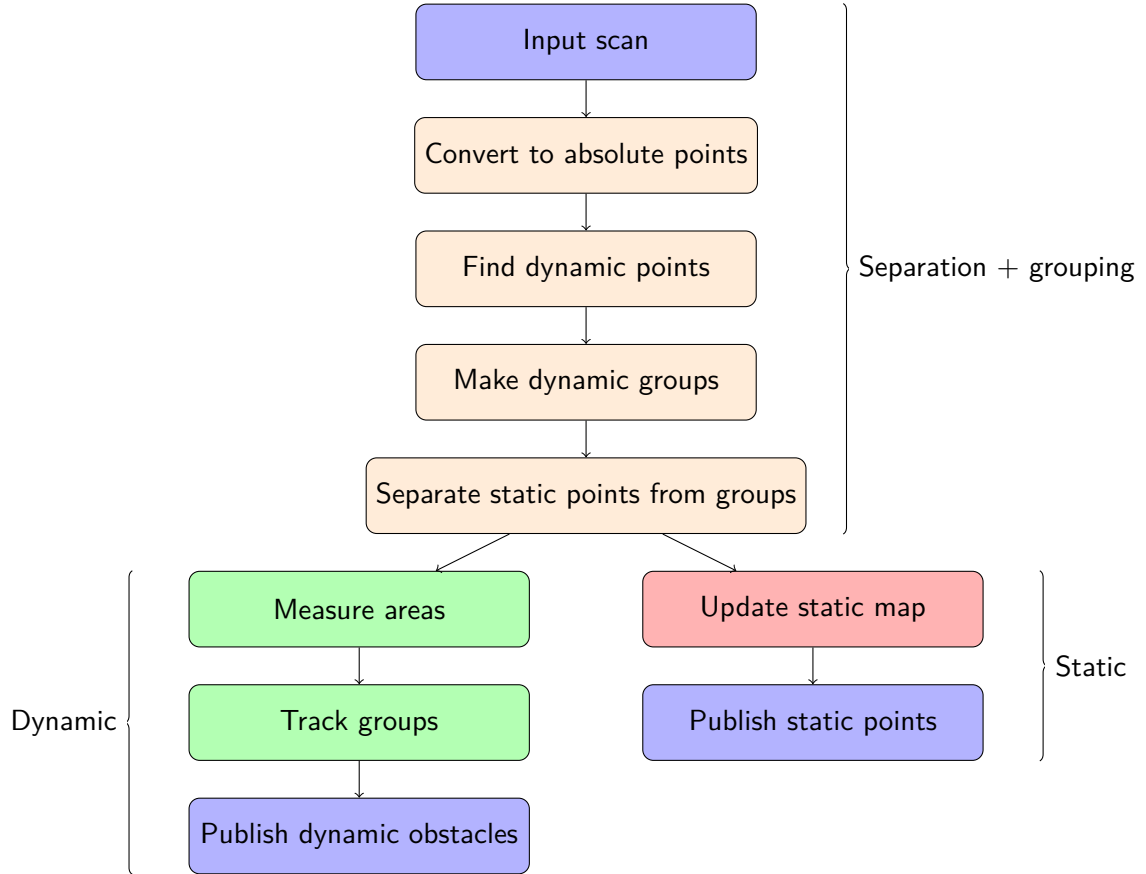 Input scan
Convert to absolute points
Find dynamic points
Separation + grouping
Make dynamic groups
Separate static points from groups
Measure areas
Update static map
Static
Dynamic
Track groups
Publish static points
Publish dynamic obstacles